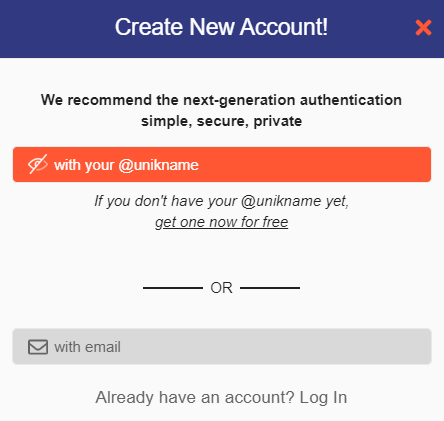 Create New Account!
We recommend the next-generation authentication
simple, secure, private
with your @unikname
If you don't have your @unikname yet,
get one now for free
OR
with email
Already have an account? Log In